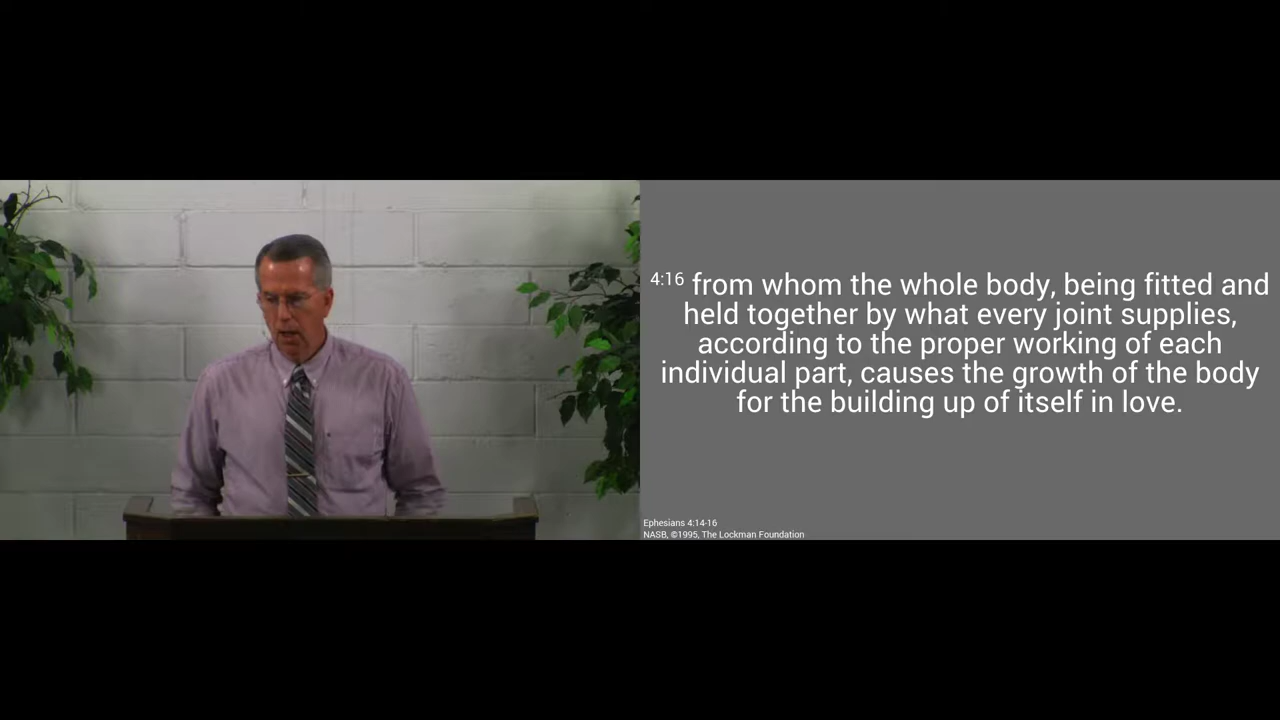 4:16 from whom the whole body, being fitted and
held together by what every joint supplies,
according to the proper working of each
individual part, causes the growth of the body
for the building up of itself in love.
Ephesians 4:14-16
NASB, ©1995, The Lockman Foundation